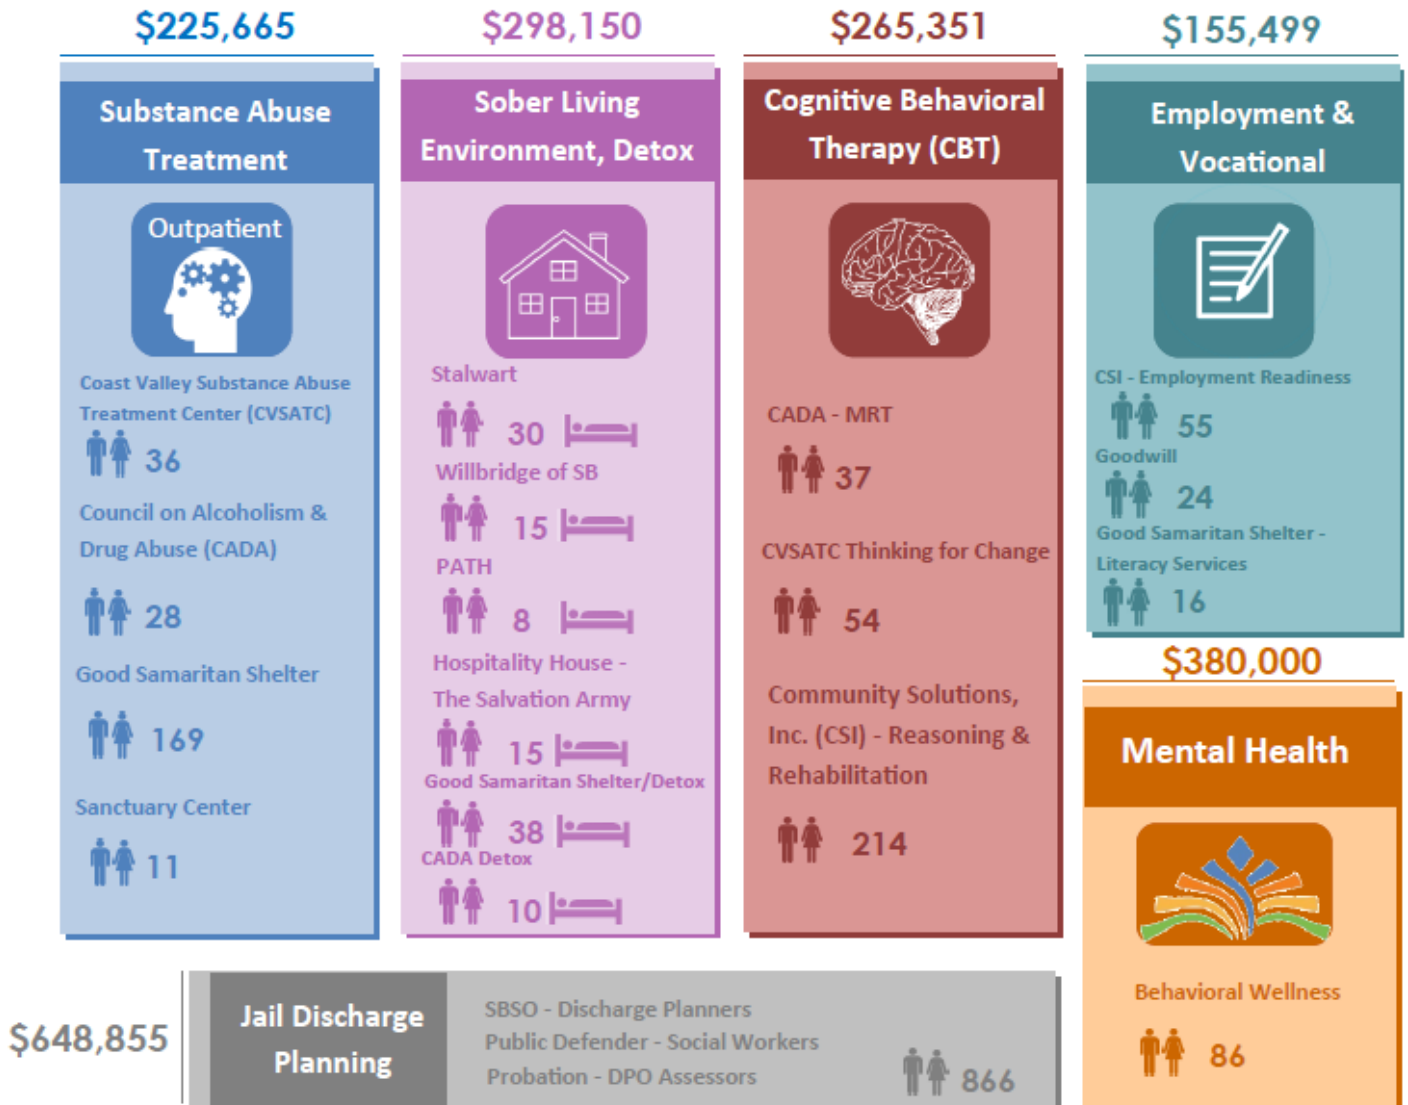 $225,665
Substance Abuse
Treatment
Outpatient
Coast Valley Substance Abuse
Treatment Center (CVSATC)
36
Council on Alcoholism &
Drug Abuse (CADA)
28
Good Samaritan Shelter
169
Sanctuary Center
11
$298,150
Sober Living
Environment, Detox
Stalwart
30
Willbridge of SB
15
PATH
8
Hospitality House -
The Salvation Army
15
Good Samaritan Shelter/Detox
38
CADA Detox
10
$265,351
Cognitive Behavioral
Therapy (CBT)
CADA - MRT
37
CVSATC Thinking for Change
54
Community Solutions,
Inc. (CSI) - Reasoning &
Rehabilitation
214
$155,499
Employment &
Vocational
CSI - Employment Readiness
55
Goodwill
24
Good Samaritan Shelter -
Literacy Services
16
$380,000
Mental Health
Behavioral Wellness
86
$648,855
Jail Discharge
Planning
SBSO - Discharge Planners
Public Defender - Social Workers
Probation - DPO Assessors
866